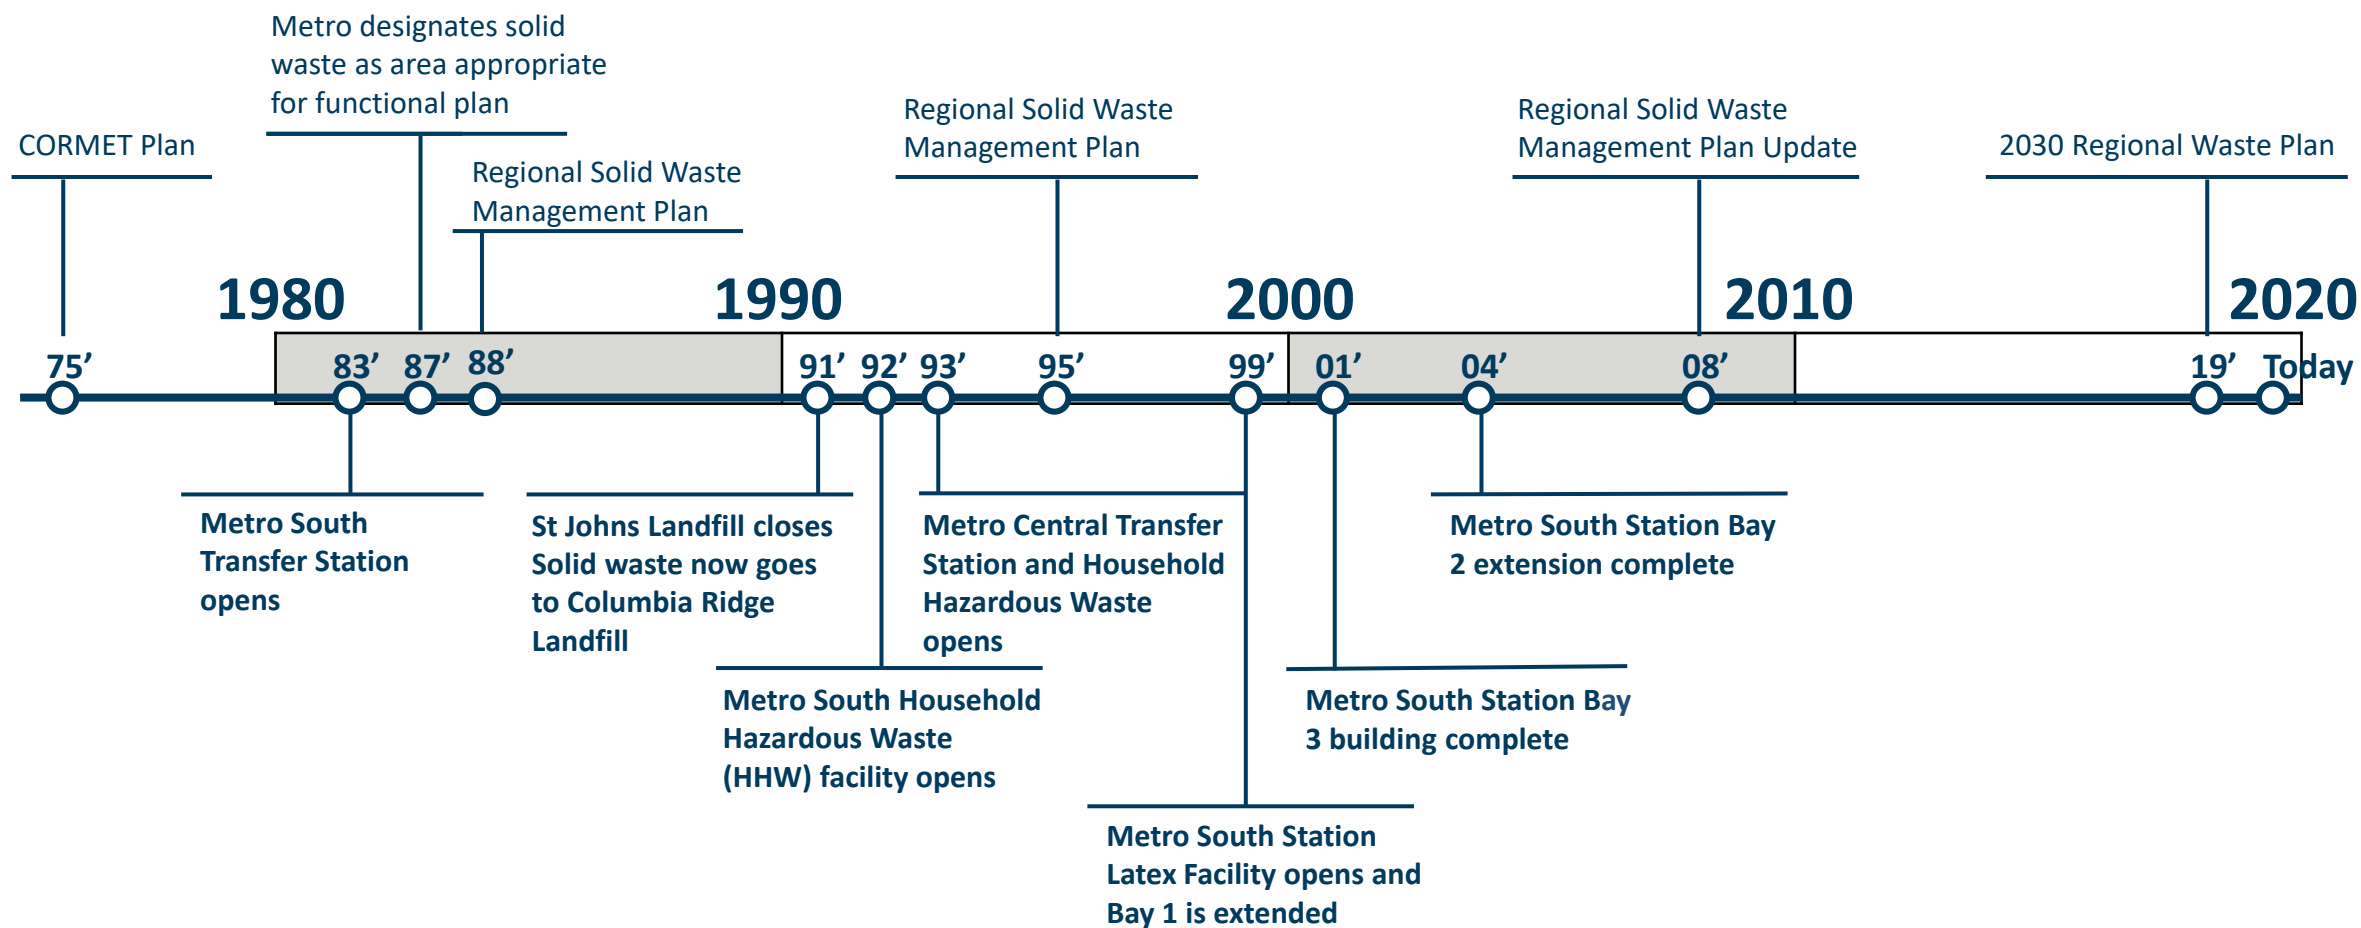 Metro designates solid
waste as area appropriate
for functional plan
CORMET Plan
Regional Solid Waste
Management Plan
Regional Solid Waste
Management Plan
Regional Solid Waste
Management Plan Update
2030 Regional Waste Plan
1980
1990
2000
2010
2020
75’
83’
87’
88’
91’
92’
93’
95’
99’
01’
04’
08’
19’
Today
Metro South
Transfer Station
opens
St Johns Landfill closes
Solid waste now goes
to Columbia Ridge
Landfill
Metro Central Transfer
Station and Household
Hazardous Waste
opens
Metro South Station Bay
2 extension complete
Metro South Household
Hazardous Waste
(HHW) facility opens
Metro South Station Bay
3 building complete
Metro South Station
Latex Facility opens and
Bay 1 is extended